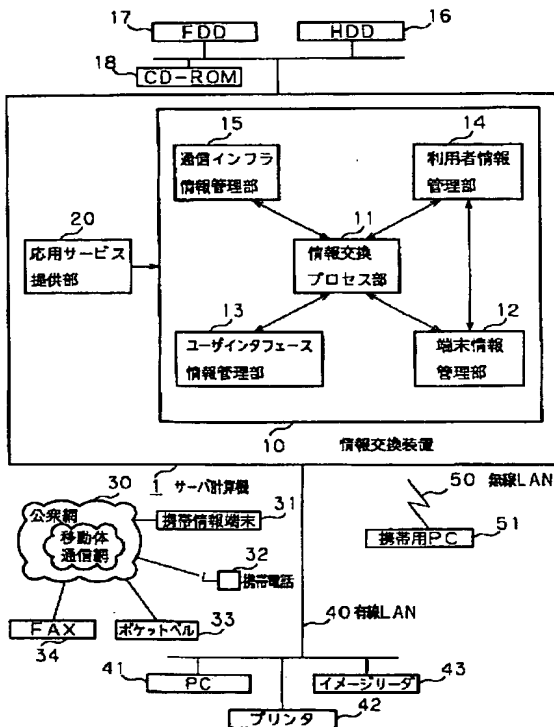 17
FDD
HDD
16
18
CD-ROM
15
通信インフラ
情報管理部
14
利用者情報
管理部
20
応用サービス
提供部
11
情報交換
プロセス部
13
ユーザインタフェース
情報管理部
12
端末情報
管理部
10
情報交換装置
30
1 サーバ計算機
公衆網
移動体
通信網
31
携帯情報端末
32
携帯電話
50 無線LAN
携帯用PC
51
FAX
34
ポケットベル
33
40有線LAN
41
PC
イメージリーダ
43
プリンタ
42